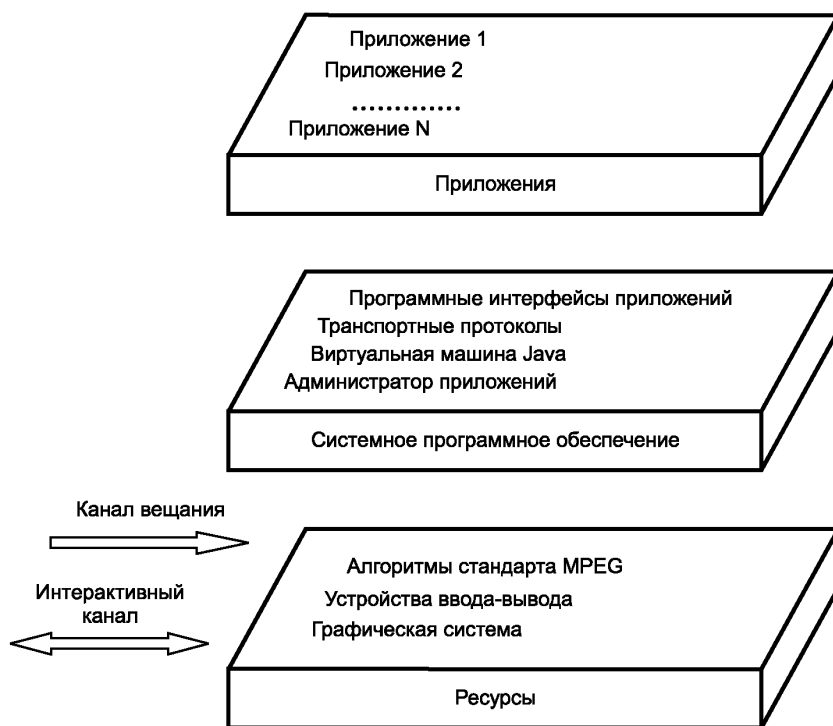 Приложение 1
Приложение 2
.............
Приложение N
Приложения
Программные интерфейсы приложений
Транспортные протоколы
Виртуальная машина Java
Администратор приложений
Системное программное обеспечение
Канал вещания
Интерактивный
канал
Алгоритмы стандарта MPEG
Устройства ввода-вывода
Графическая система
Ресурсы